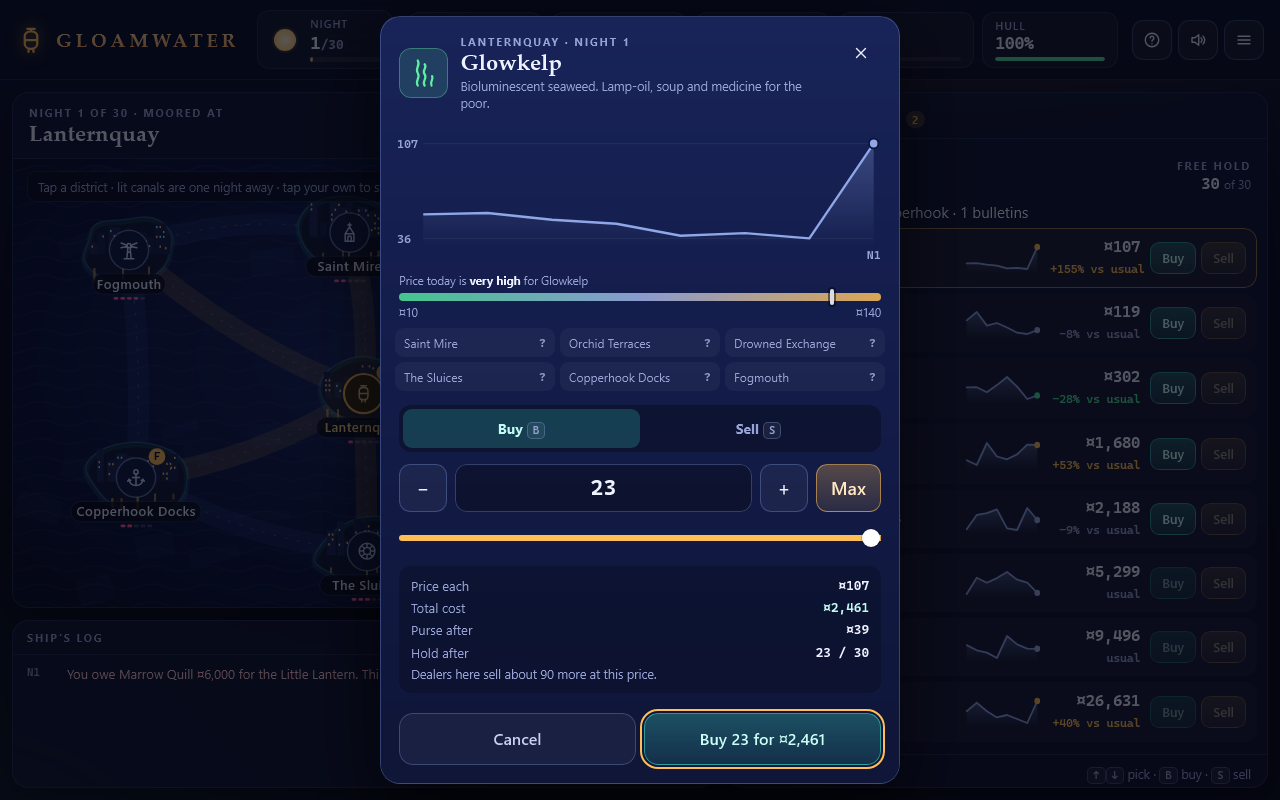 GLOAMWATER
NIGHT
1/30
HULL
100%
NIGHT 1 OF 30 · MOORED AT
Lanternquay
Tap a district · lit canals are one night away · tap your own to s
Fogmouth
Saint Mire
Lanternq
Copperhook Docks
F
The Slui
SHIP'S LOG
N1 You owe Marrow Quill ¤6,000 for the Little Lantern. Thi
LANTERNQUAY · NIGHT 1
Glowkelp
Bioluminescent seaweed. Lamp-oil, soup and medicine for the
poor.
107
36
N1
Price today is very high for Glowkelp
¤10 ¤140
Saint Mire ? Orchid Terraces ? Drowned Exchange ?
The Sluices ? Copperhook Docks ? Fogmouth ?
Buy B Sell S
− 23 + Max
Price each ¤107
Total cost ¤2,461
Purse after ¤39
Hold after 23 / 30
Dealers here sell about 90 more at this price.
Cancel Buy 23 for ¤2,461
2
FREE HOLD
30 of 30
erhook · 1 bulletins
¤107 Buy Sell
+155% vs usual
¤119 Buy Sell
−8% vs usual
¤302 Buy Sell
−28% vs usual
¤1,680 Buy Sell
+53% vs usual
¤2,188 Buy Sell
−9% vs usual
¤5,299 Buy Sell
usual
¤9,496 Buy Sell
usual
¤26,631 Buy Sell
+40% vs usual
↑ ↓ pick · B buy · S sell